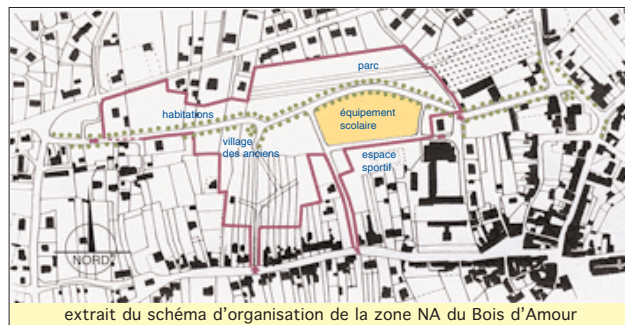 parc
habitations
équipement
scolaire
village
des anciens
espace
sportif
NORD
extrait du schéma d'organisation de la zone NA du Bois d'Amour